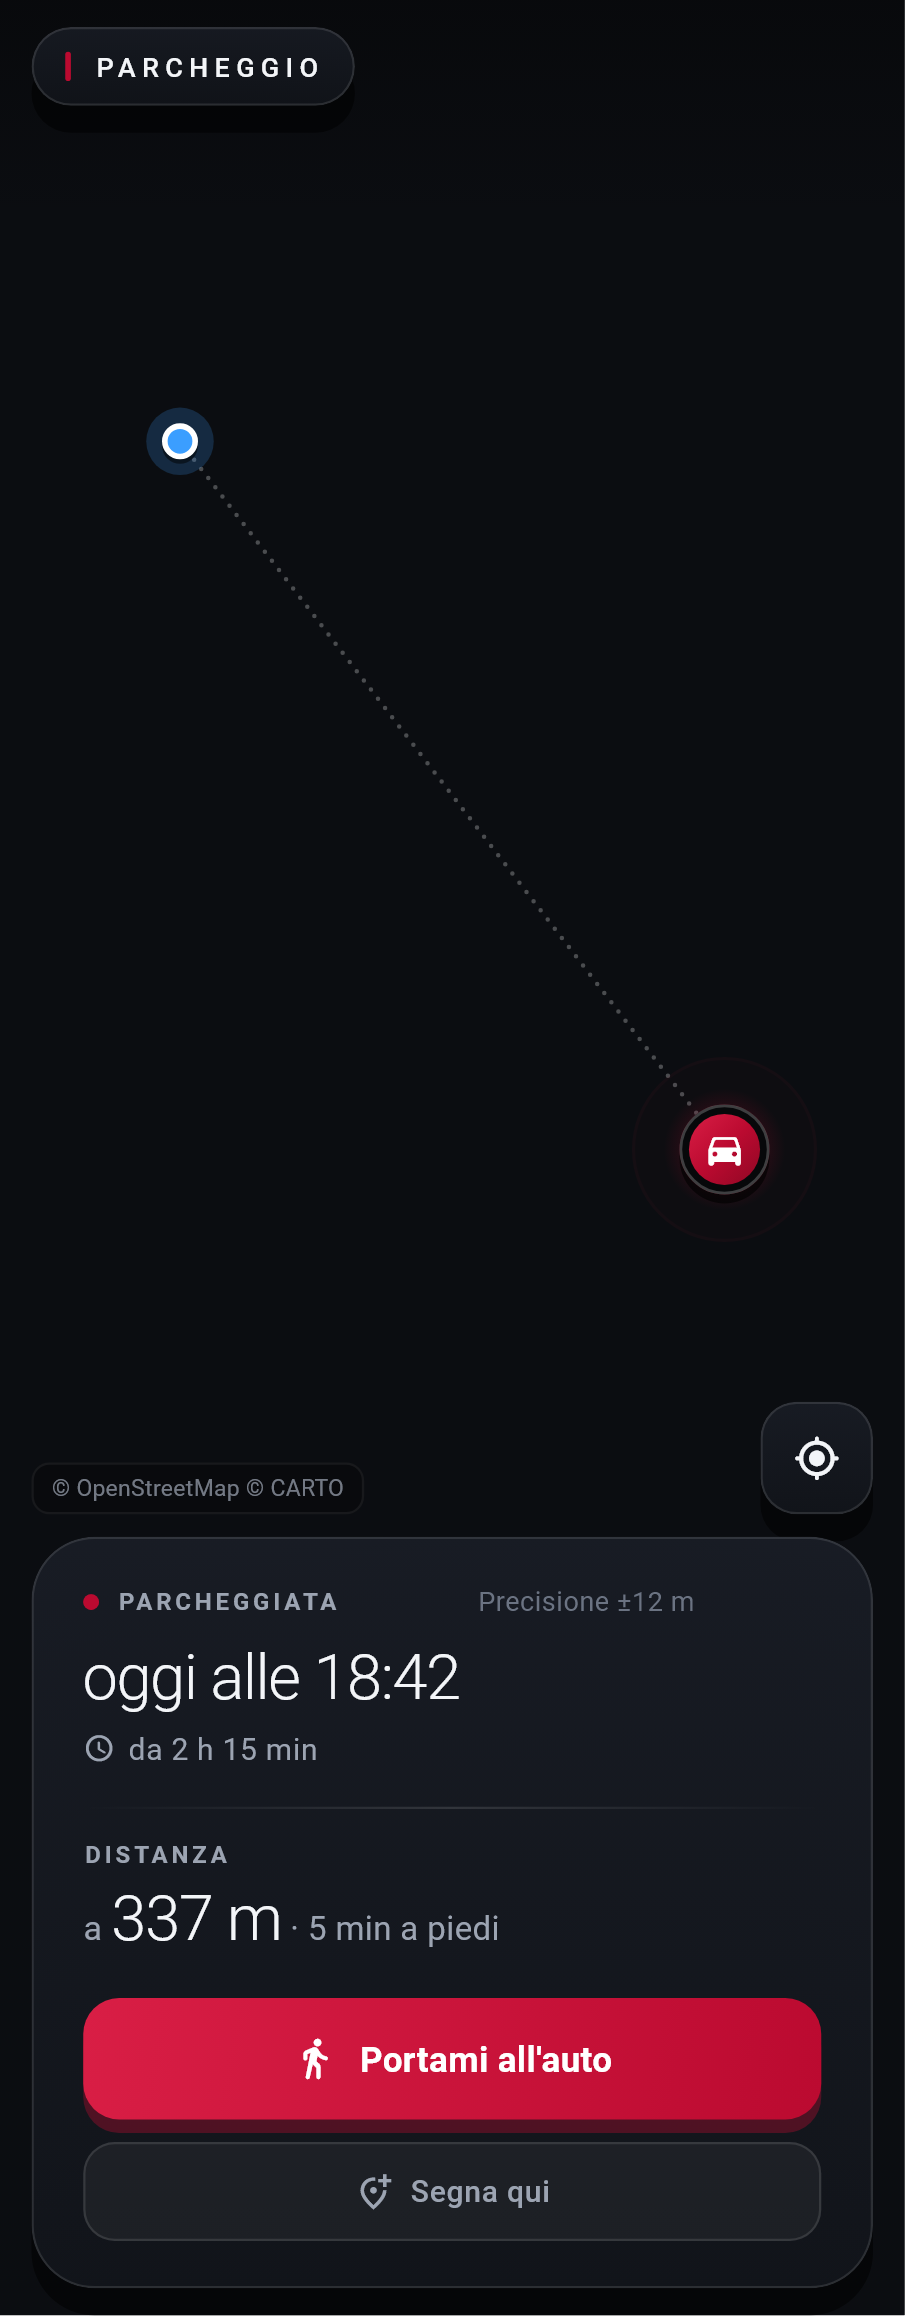 PARCHEGGIO
© OpenStreetMap © CARTO
PARCHEGGIATA Precisione ±12 m
oggi alle 18:42
da 2 h 15 min
DISTANZA
a 337 m · 5 min a piedi
Portami all'auto
Segna qui